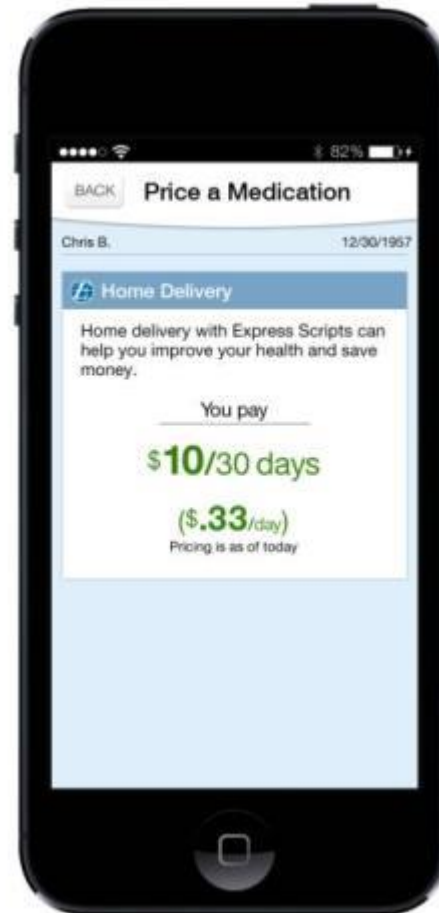 82%
BACK Price a Medication
Chris B. 12/30/1957
Home Delivery
Home delivery with Express Scripts can
help you improve your health and save
money.
You pay
$10/30 days
($.33/day)
Pricing is as of today